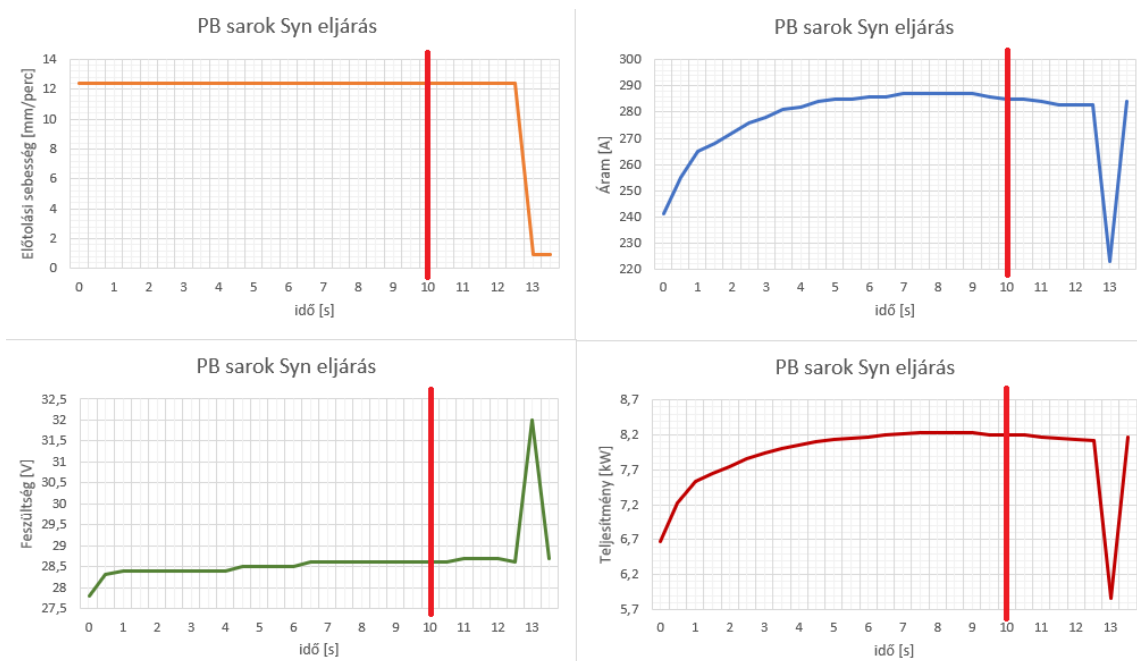 PB sarok Syn eljárás
Előtolási sebesség [mm/perc]
14
12
10
8
6
4
2
0
0 1 2 3 4 5 6 7 8 9 10 11 12 13
idő [s]
PB sarok Syn eljárás
Áram [A]
300
290
280
270
260
250
240
230
220
0 1 2 3 4 5 6 7 8 9 10 11 12 13
idő [s]
PB sarok Syn eljárás
Feszültség [V]
32,5
32
31,5
31
30,5
30
29,5
29
28,5
28
27,5
0 1 2 3 4 5 6 7 8 9 10 11 12 13
idő [s]
PB sarok Syn eljárás
Teljesítmény [kW]
8,7
8,2
7,7
7,2
6,7
6,2
5,7
0 1 2 3 4 5 6 7 8 9 10 11 12 13
idő [s]